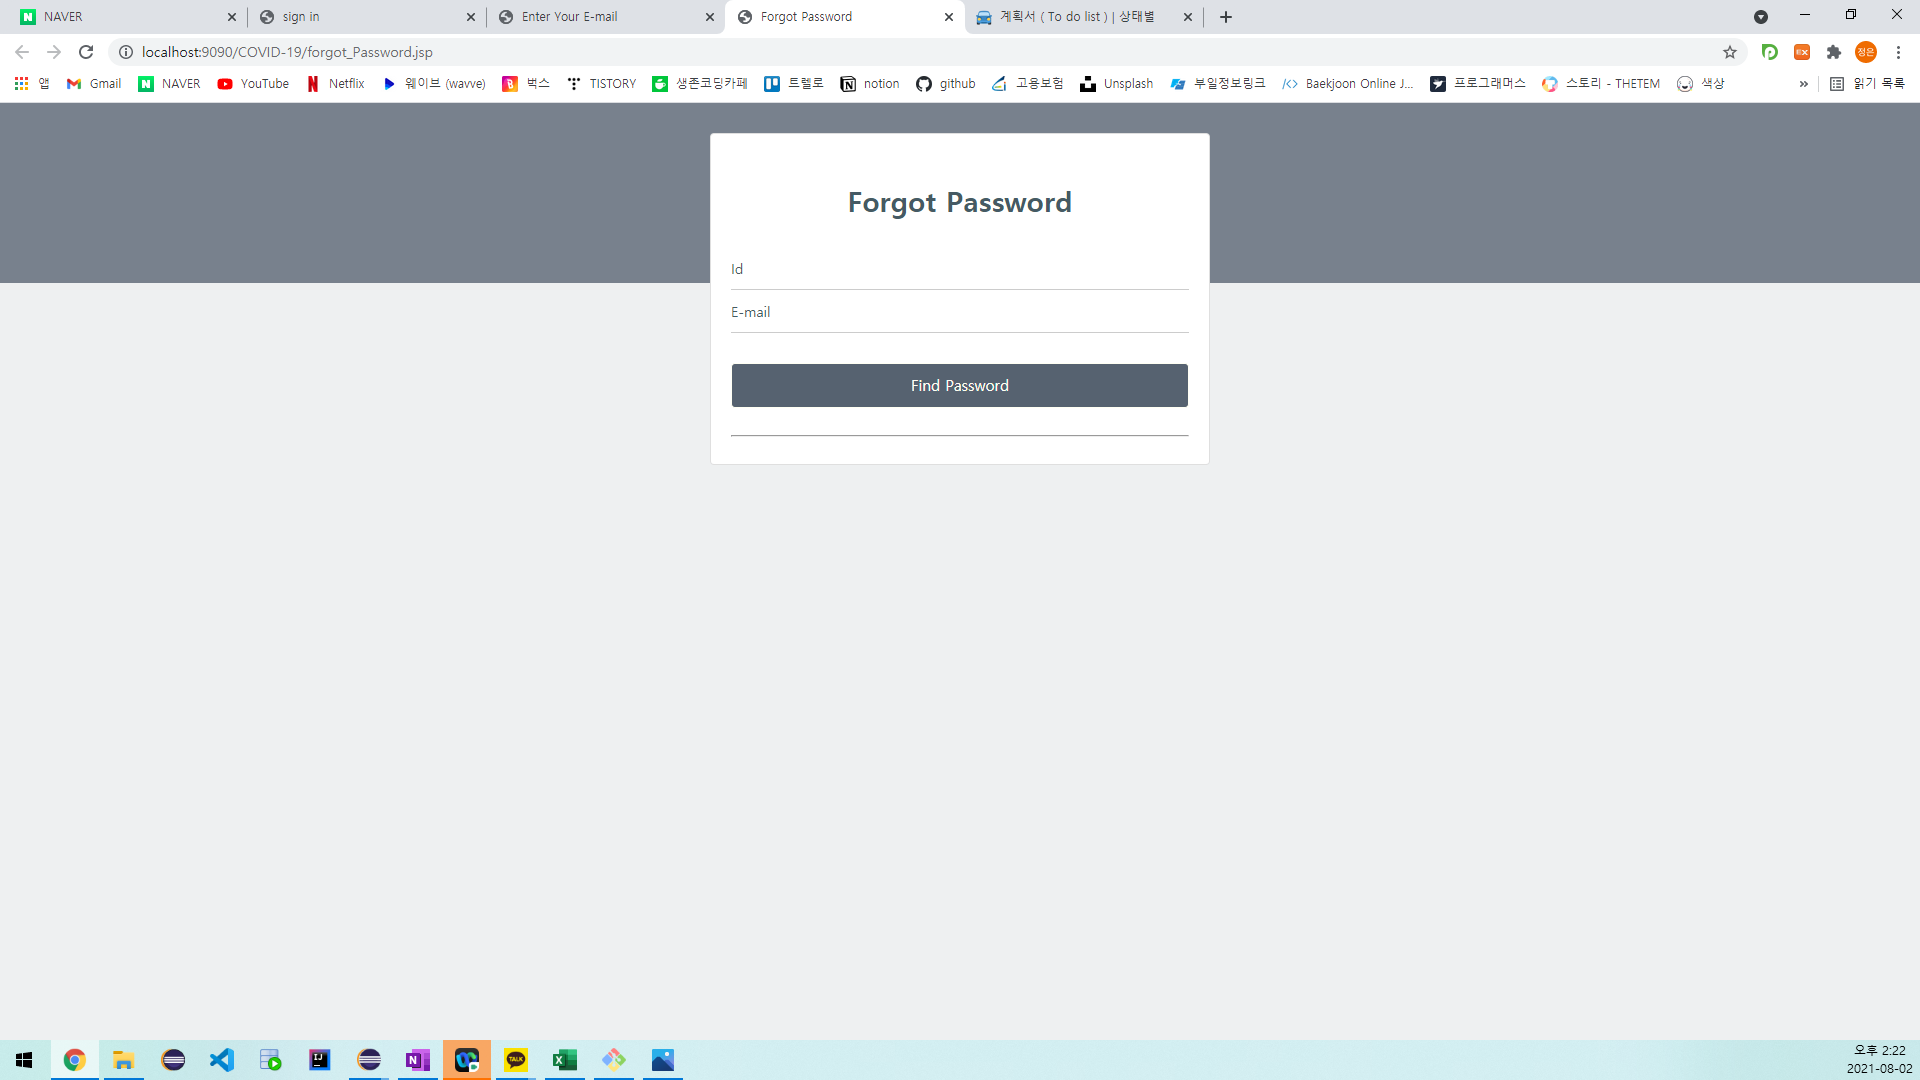 NAVER
sign in
Enter Your E-mail
Forgot Password
계획서 ( To do list ) | 상태별
localhost:9090/COVID-19/forgot_Password.jsp
정은
앱
Gmail
NAVER
YouTube
Netflix
웨이브 (wavve)
벅스
TISTORY
생존코딩카페
트렐로
notion
github
고용보험
Unsplash
부일정보링크
Baekjoon Online J...
프로그래머스
스토리 - THETEM
색상
»
읽기 목록
Forgot Password
Id
E-mail
Find Password
오후 2:22
2021-08-02